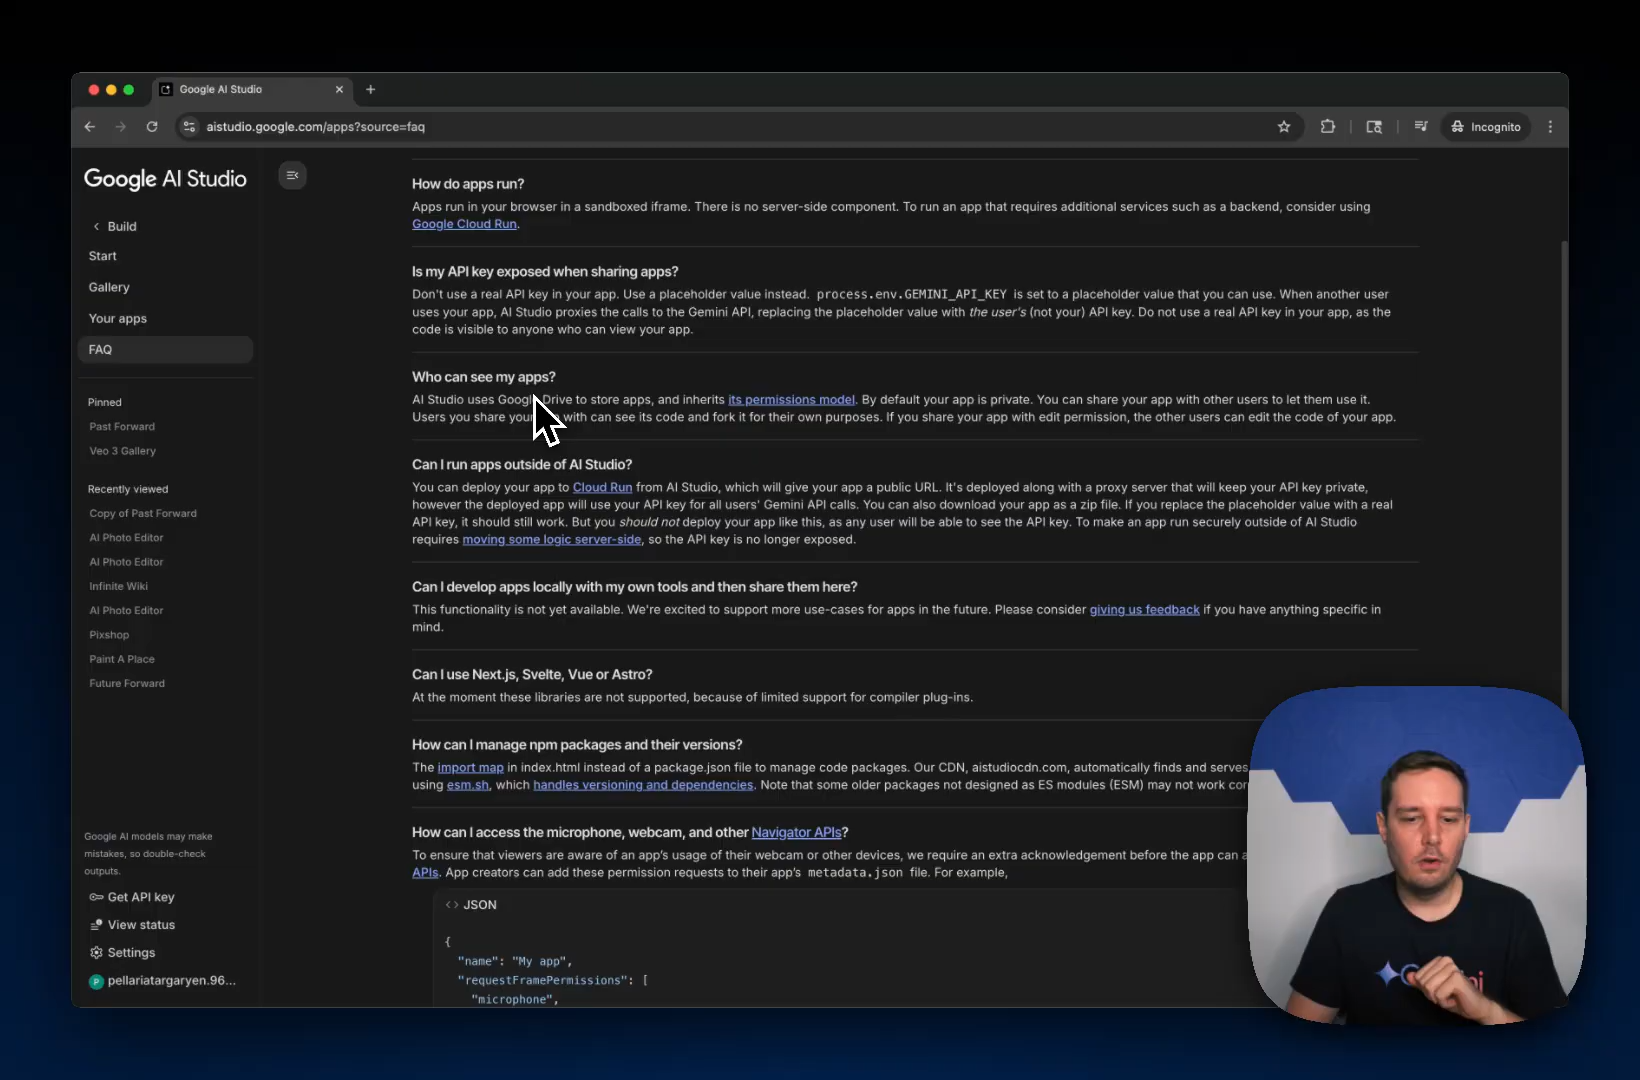 Google AI Studio
aistudio.google.com/apps?source=faq
Incognito
Google AI Studio
Build
Start
Gallery
Your apps
FAQ
Pinned
Past Forward
Veo 3 Gallery
Recently viewed
Copy of Past Forward
AI Photo Editor
AI Photo Editor
Infinite Wiki
AI Photo Editor
Pixshop
Paint A Place
Future Forward
Google AI models may make
mistakes, so double-check
outputs.
Get API key
View status
Settings
P
pellariatargaryen.96...
How do apps run?
Apps run in your browser in a sandboxed iframe. There is no server-side component. To run an app that requires additional services such as a backend, consider using
Google Cloud Run.
Is my API key exposed when sharing apps?
Don't use a real API key in your app. Use a placeholder value instead. process.env.GEMINI_API_KEY is set to a placeholder value that you can use. When another user
uses your app, AI Studio proxies the calls to the Gemini API, replacing the placeholder value with the user's (not your) API key. Do not use a real API key in your app, as the
code is visible to anyone who can view your app.
Who can see my apps?
AI Studio uses Google Drive to store apps, and inherits its permissions model. By default your app is private. You can share your app with other users to let them use it.
Users you share your with can see its code and fork it for their own purposes. If you share your app with edit permission, the other users can edit the code of your app.
Can I run apps outside of AI Studio?
You can deploy your app to Cloud Run from AI Studio, which will give your app a public URL. It's deployed along with a proxy server that will keep your API key private,
however the deployed app will use your API key for all users' Gemini API calls. You can also download your app as a zip file. If you replace the placeholder value with a real
API key, it should still work. But you should not deploy your app like this, as any user will be able to see the API key. To make an app run securely outside of AI Studio
requires moving some logic server-side, so the API key is no longer exposed.
Can I develop apps locally with my own tools and then share them here?
This functionality is not yet available. We're excited to support more use-cases for apps in the future. Please consider giving us feedback if you have anything specific in
mind.
Can I use Next.js, Svelte, Vue or Astro?
At the moment these libraries are not supported, because of limited support for compiler plug-ins.
How can I manage npm packages and their versions?
The import map in index.html instead of a package.json file to manage code packages. Our CDN, aistudiocdn.com, automatically finds and serves
using esm.sh, which handles versioning and dependencies. Note that some older packages not designed as ES modules (ESM) may not work cor
How can I access the microphone, webcam, and other Navigator APIs?
To ensure that viewers are aware of an app's usage of their webcam or other devices, we require an extra acknowledgement before the app can a
APIs. App creators can add these permission requests to their app's metadata.json file. For example,
<> JSON
{
"name": "My app",
"requestFramePermissions": [
"microphone",